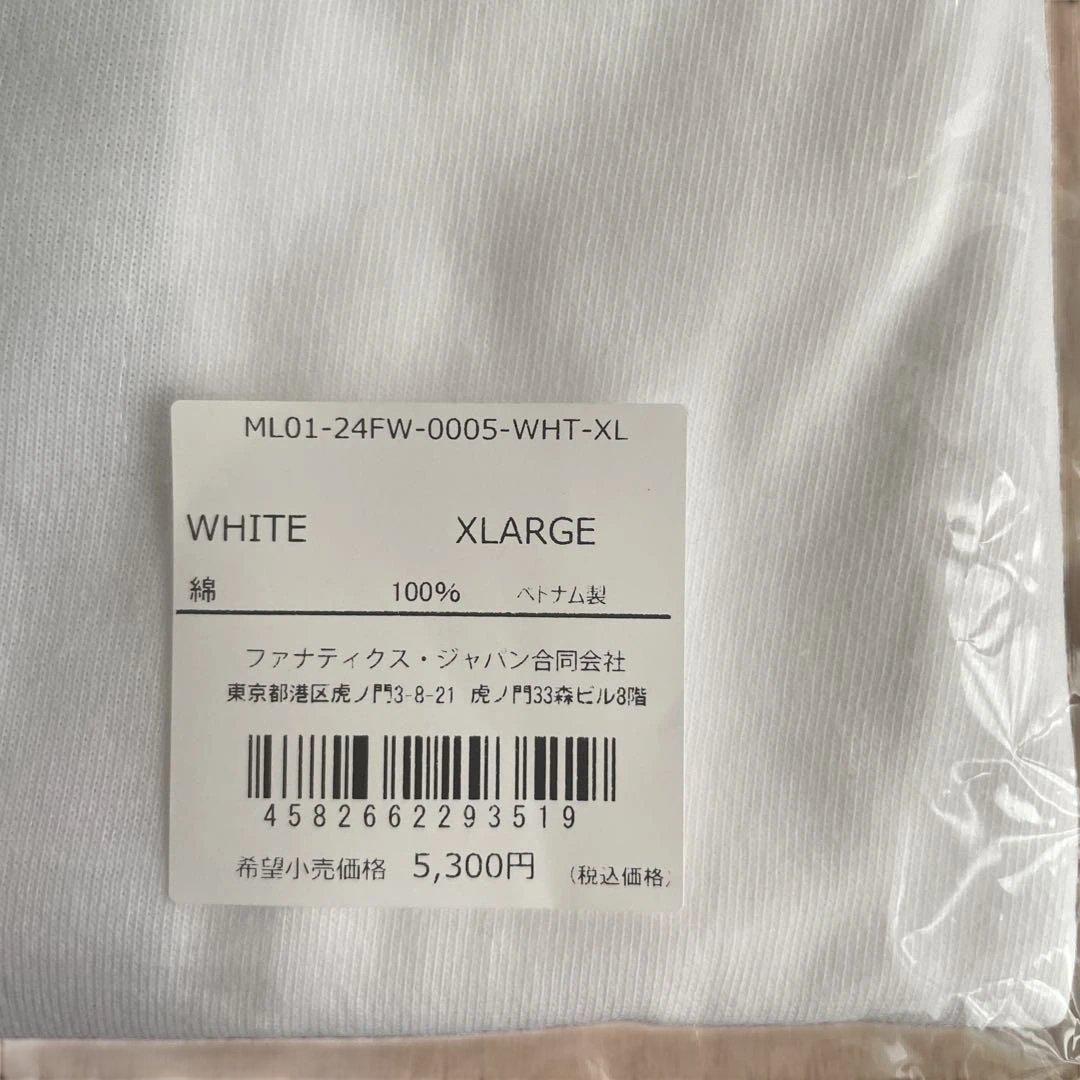 ML01-24FW-0005-WHT-XL
WHITE XLARGE
綿 100% ベトナム製
ファナティクス・ジャパン合同会社
東京都港区虎ノ門3-8-21 虎ノ門33森ビル8階
4582662293519
希望小売価格 5,300円 (税込価格)